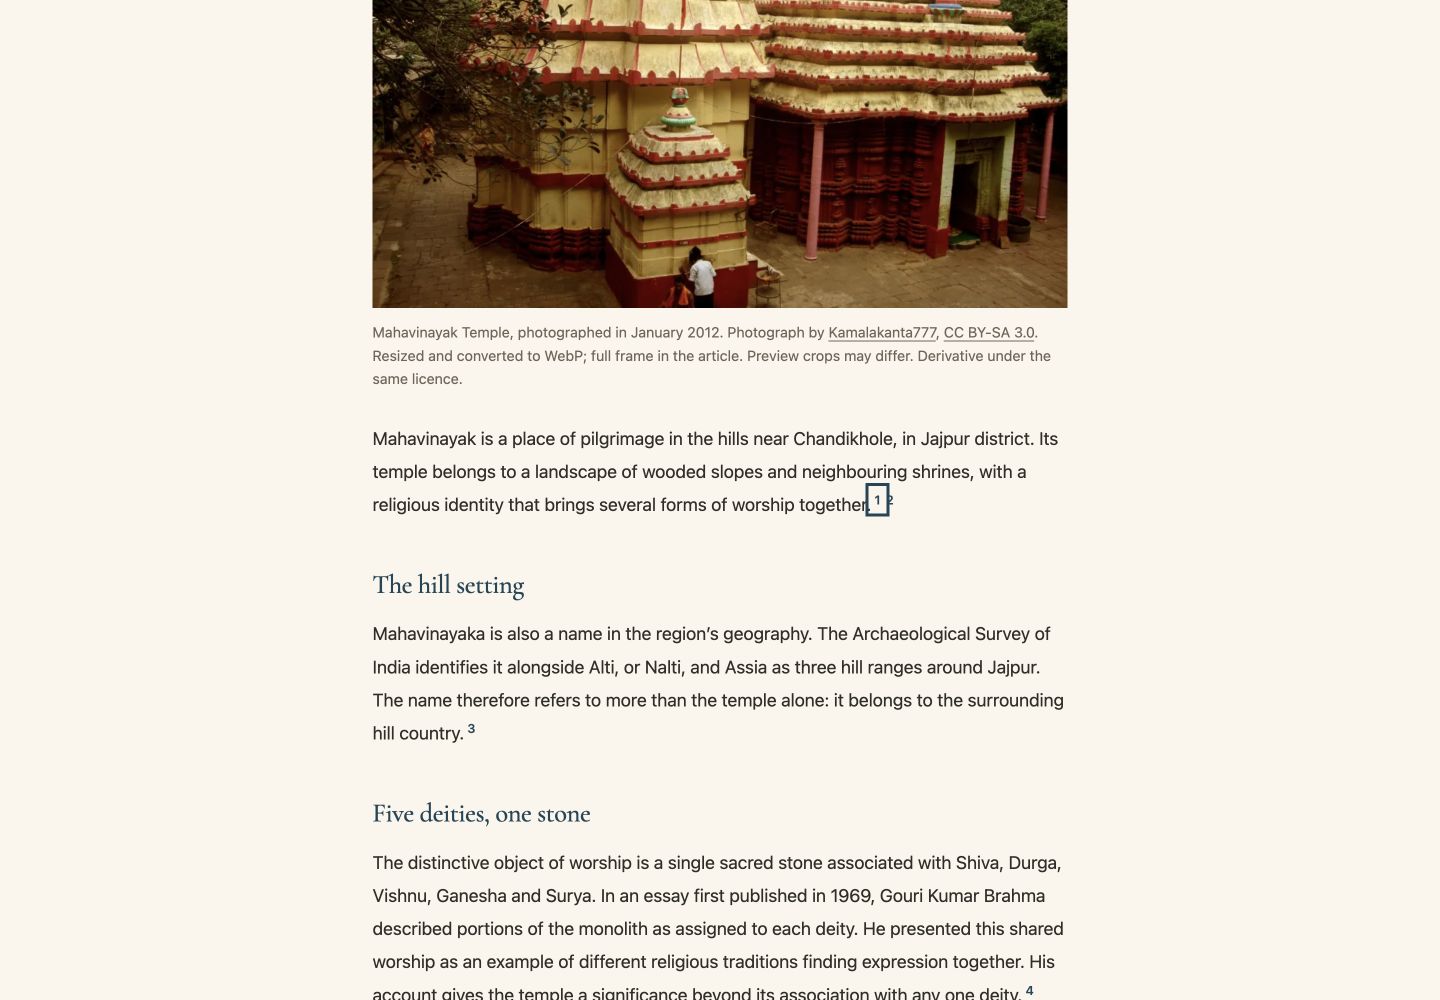 Mahavinayak Temple, photographed in January 2012. Photograph by Kamalakanta777, CC BY-SA 3.0.
Resized and converted to WebP; full frame in the article. Preview crops may differ. Derivative under the
same licence.
Mahavinayak is a place of pilgrimage in the hills near Chandikhole, in Jajpur district. Its
temple belongs to a landscape of wooded slopes and neighbouring shrines, with a
religious identity that brings several forms of worship together. 1 2
The hill setting
Mahavinayaka is also a name in the region’s geography. The Archaeological Survey of
India identifies it alongside Alti, or Nalti, and Assia as three hill ranges around Jajpur.
The name therefore refers to more than the temple alone: it belongs to the surrounding
hill country. 3
Five deities, one stone
The distinctive object of worship is a single sacred stone associated with Shiva, Durga,
Vishnu, Ganesha and Surya. In an essay first published in 1969, Gouri Kumar Brahma
described portions of the monolith as assigned to each deity. He presented this shared
worship as an example of different religious traditions finding expression together. His
account gives the temple a significance beyond its association with any one deity. 4